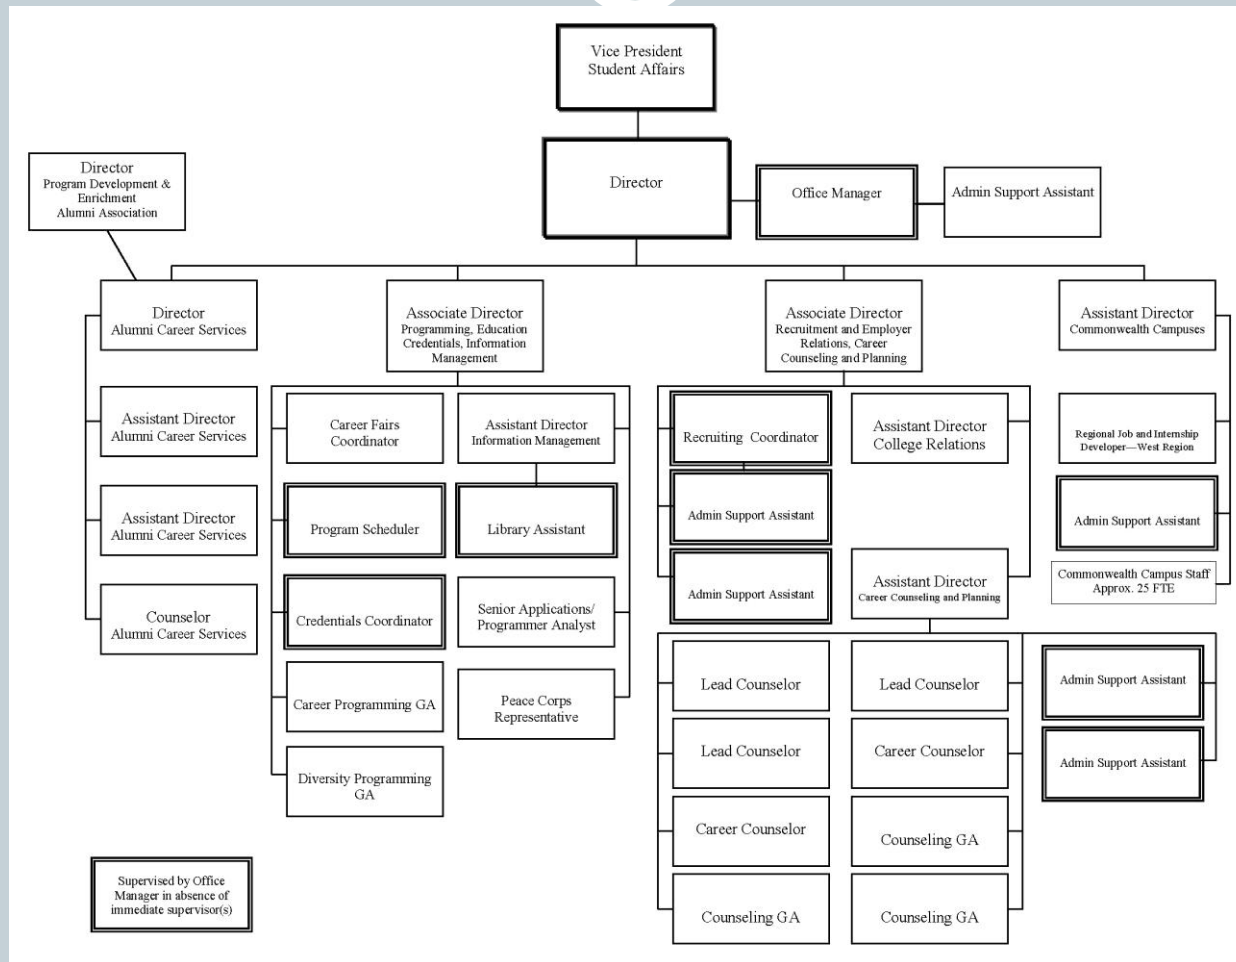 Vice President
Student Affairs
Director
Program Development &
Enrichment
Alumni Association
Director
Office Manager
Admin Support Assistant
Director
Alumni Career Services
Associate Director
Programming, Education
Credentials, Information
Management
Associate Director
Recruitment and Employer
Relations, Career
Counseling and Planning
Assistant Director
Commonwealth Campuses
Assistant Director
Alumni Career Services
Assistant Director
Alumni Career Services
Counselor
Alumni Career Services
Career Fairs
Coordinator
Program Scheduler
Credentials Coordinator
Career Programming GA
Diversity Programming
GA
Assistant Director
Information Management
Library Assistant
Senior Applications/
Programmer Analyst
Peace Corps
Representative
Recruiting Coordinator
Admin Support Assistant
Admin Support Assistant
Assistant Director
College Relations
Assistant Director
Career Counseling and Planning
Regional Job and Internship
Developer—West Region
Admin Support Assistant
Commonwealth Campus Staff
Approx. 25 FTE
Lead Counselor
Lead Counselor
Career Counselor
Counseling GA
Lead Counselor
Career Counselor
Counseling GA
Counseling GA
Admin Support Assistant
Admin Support Assistant
Supervised by Office
Manager in absence of
immediate supervisor(s)